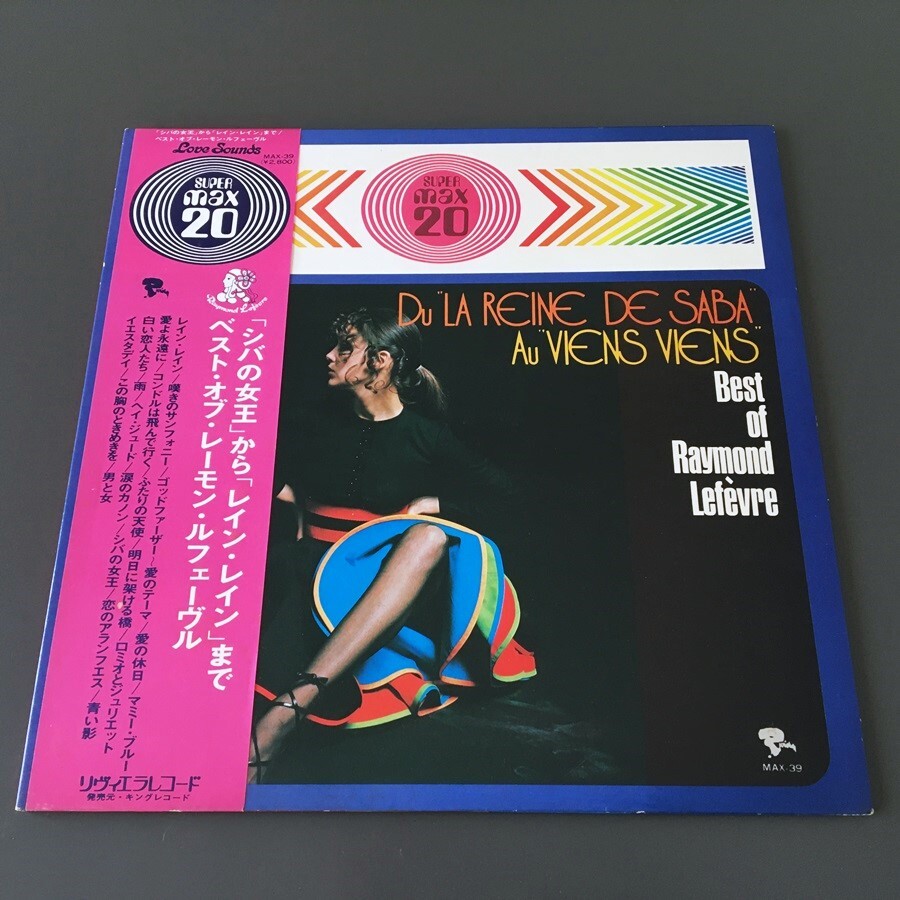 「シバの女王」から「レイン・レイン」まで/
ベスト・オブ・レーモン・ルフェーヴル
Love Sounds
MAX-39
¥2,800
SUPER
max
20
Riviera
Raymond Lefèvre
「シバの女王」から「レイン・レイン」まで
ベスト・オブ・レーモン・ルフェーヴル
レイン・レイン/嘆きのサンフォニー/ゴッドファーザー〜愛のテーマ/愛の休日/マミー・ブルー
愛よ永遠に/コンドルは飛んで行く/ふたりの天使/明日に架ける橋/ロミオとジュリエット
白い恋人たち/雨/ヘイ・ジュード/涙のカノン/シバの女王/恋のアランフェス/青い影
イエスタデイ/この胸のときめきを/男と女
リヴィエラレコード
発売元・キングレコード
SUPER
max
20
Du "LA REINE DE SABA"
Au "VIENS VIENS"
Best
of
Raymond
Lefèvre
Riviera
MAX-39